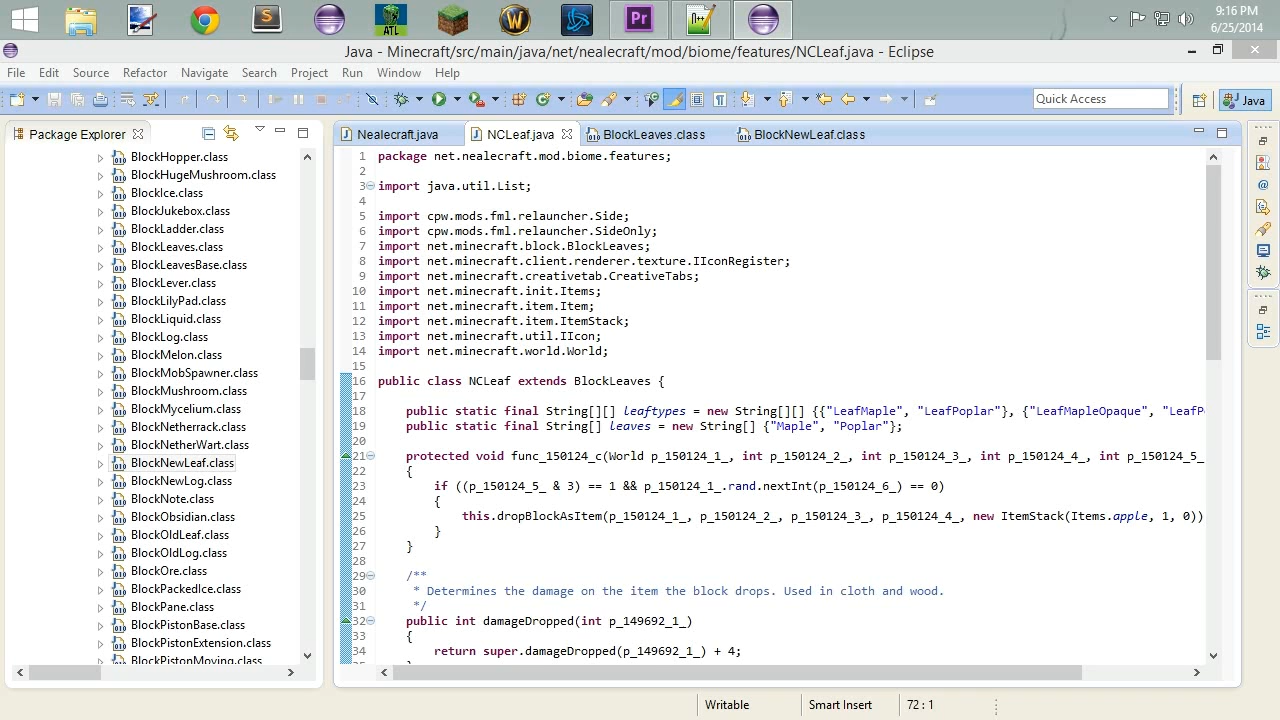 9:16 PM
6/25/2014
ATL
Pr
Java - Minecraft/src/main/java/net/nealecraft/mod/biome/features/NCLeaf.java - Eclipse
File Edit Source Refactor Navigate Search Project Run Window Help
Quick Access
Java
Package Explorer
BlockHopper.class
BlockHugeMushroom.class
BlockIce.class
BlockJukebox.class
BlockLadder.class
BlockLeaves.class
BlockLeavesBase.class
BlockLever.class
BlockLilyPad.class
BlockLiquid.class
BlockLog.class
BlockMelon.class
BlockMobSpawner.class
BlockMushroom.class
BlockMycelium.class
BlockNetherrack.class
BlockNetherWart.class
BlockNewLeaf.class
BlockNewLog.class
BlockNote.class
BlockObsidian.class
BlockOldLeaf.class
BlockOldLog.class
BlockOre.class
BlockPackedIce.class
BlockPane.class
BlockPistonBase.class
BlockPistonExtension.class
BlockPistonMoving.class
Nealecraft.java NCLeaf.java BlockLeaves.class BlockNewLeaf.class
1 package net.nealecraft.mod.biome.features;
2
3 import java.util.List;
4
5 import cpw.mods.fml.relauncher.Side;
6 import cpw.mods.fml.relauncher.SideOnly;
7 import net.minecraft.block.BlockLeaves;
8 import net.minecraft.client.renderer.texture.IIconRegister;
9 import net.minecraft.creativetab.CreativeTabs;
10 import net.minecraft.init.Items;
11 import net.minecraft.item.Item;
12 import net.minecraft.item.ItemStack;
13 import net.minecraft.util.IIcon;
14 import net.minecraft.world.World;
15
16 public class NCLeaf extends BlockLeaves {
17
18 public static final String[][] leaftypes = new String[][] {{"LeafMaple", "LeafPoplar"}, {"LeafMapleOpaque", "LeafP
19 public static final String[] leaves = new String[] {"Maple", "Poplar"};
20
21 protected void func_150124_c(World p_150124_1_, int p_150124_2_, int p_150124_3_, int p_150124_4_, int p_150124_5_
22 {
23 if ((p_150124_5_ & 3) == 1 && p_150124_1_.rand.nextInt(p_150124_6_) == 0)
24 {
25 this.dropBlockAsItem(p_150124_1_, p_150124_2_, p_150124_3_, p_150124_4_, new ItemStack(Items.apple, 1, 0))
26 }
27 }
28
29 /**
30 * Determines the damage on the item the block drops. Used in cloth and wood.
31 */
32 public int damageDropped(int p_149692_1_)
33 {
34 return super.damageDropped(p_149692_1_) + 4;
Writable Smart Insert 72 : 1